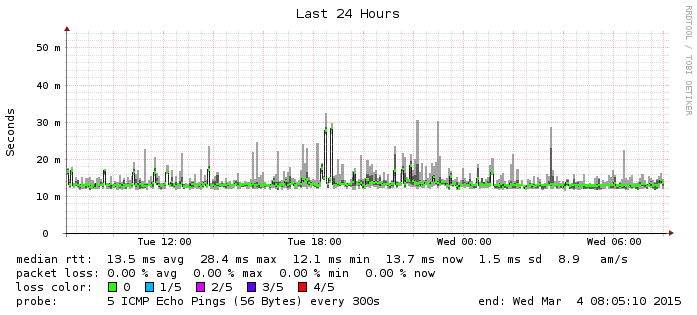 Last 24 Hours
RRDTOOL / TOBI OETIKER
Seconds
50 m
40 m
30 m
20 m
10 m
0
Tue 12:00 Tue 18:00 Wed 00:00 Wed 06:00
median rtt: 13.5 ms avg 28.4 ms max 12.1 ms min 13.7 ms now 1.5 ms sd 8.9 am/s
packet loss: 0.00 % avg 0.00 % max 0.00 % min 0.00 % now
loss color: 0 1/5 2/5 3/5 4/5
probe: 5 ICMP Echo Pings (56 Bytes) every 300s end: Wed Mar 4 08:05:10 2015